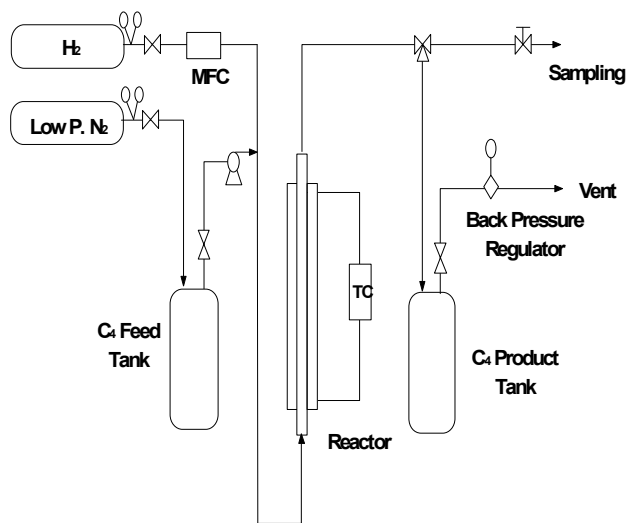 H₂
MFC
Sampling
Low P. N₂
Vent
Back Pressure
Regulator
TC
C₄ Feed
Tank
C₄ Product
Tank
Reactor